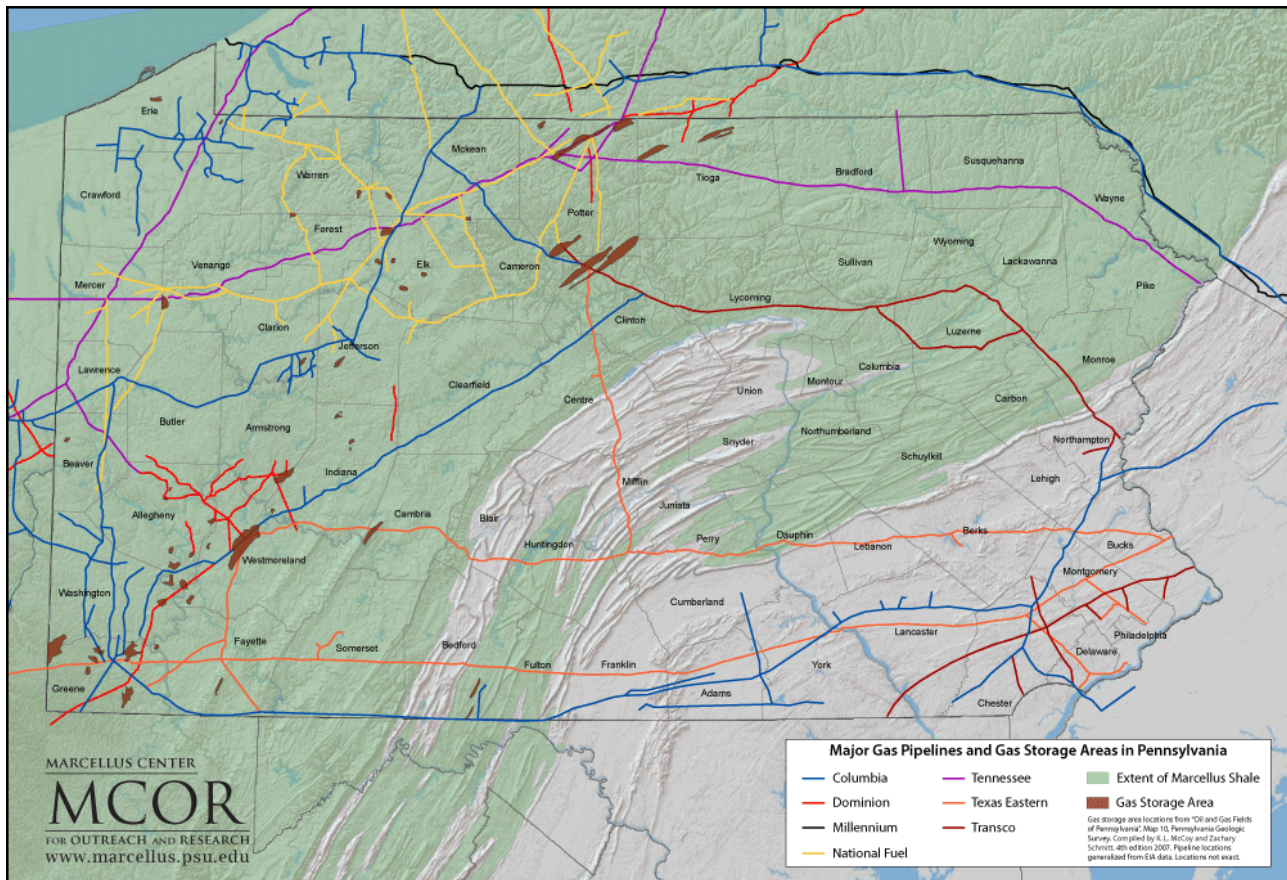 Erie
Mckean
Warren
Crawford
Tioga
Bradford
Susquehanna
Wayne
Potter
Forest
Wyoming
Venango
Elk
Cameron
Sullivan
Lackawanna
Mercer
Pike
Lycoming
Clarion
Clinton
Luzerne
Jefferson
Monroe
Lawrence
Clearfield
Columbia
Montour
Union
Centre
Carbon
Butler
Armstrong
Northumberland
Northampton
Snyder
Beaver
Indiana
Schuylkill
Lehigh
Mifflin
Juniata
Allegheny
Cambria
Blair
Huntingdon
Perry
Dauphin
Lebanon
Berks
Bucks
Westmoreland
Montgomery
Washington
Cumberland
Lancaster
Philadelphia
Fayette
Somerset
Bedford
Fulton
Franklin
Delaware
York
Greene
Adams
Chester
MARCELLUS CENTER
MCOR
FOR OUTREACH AND RESEARCH
www.marcellus.psu.edu
Major Gas Pipelines and Gas Storage Areas in Pennsylvania
Columbia
Dominion
Millennium
National Fuel
Tennessee
Texas Eastern
Transco
Extent of Marcellus Shale
Gas Storage Area
Gas storage area locations from "Oil and Gas Fields
of Pennsylvania", Map 10, Pennsylvania Geologic
Survey. Compiled by K. L. McCoy and Zachary
Schmitt. 4th edition 2007. Pipeline locations
generalized from EIA data. Locations not exact.